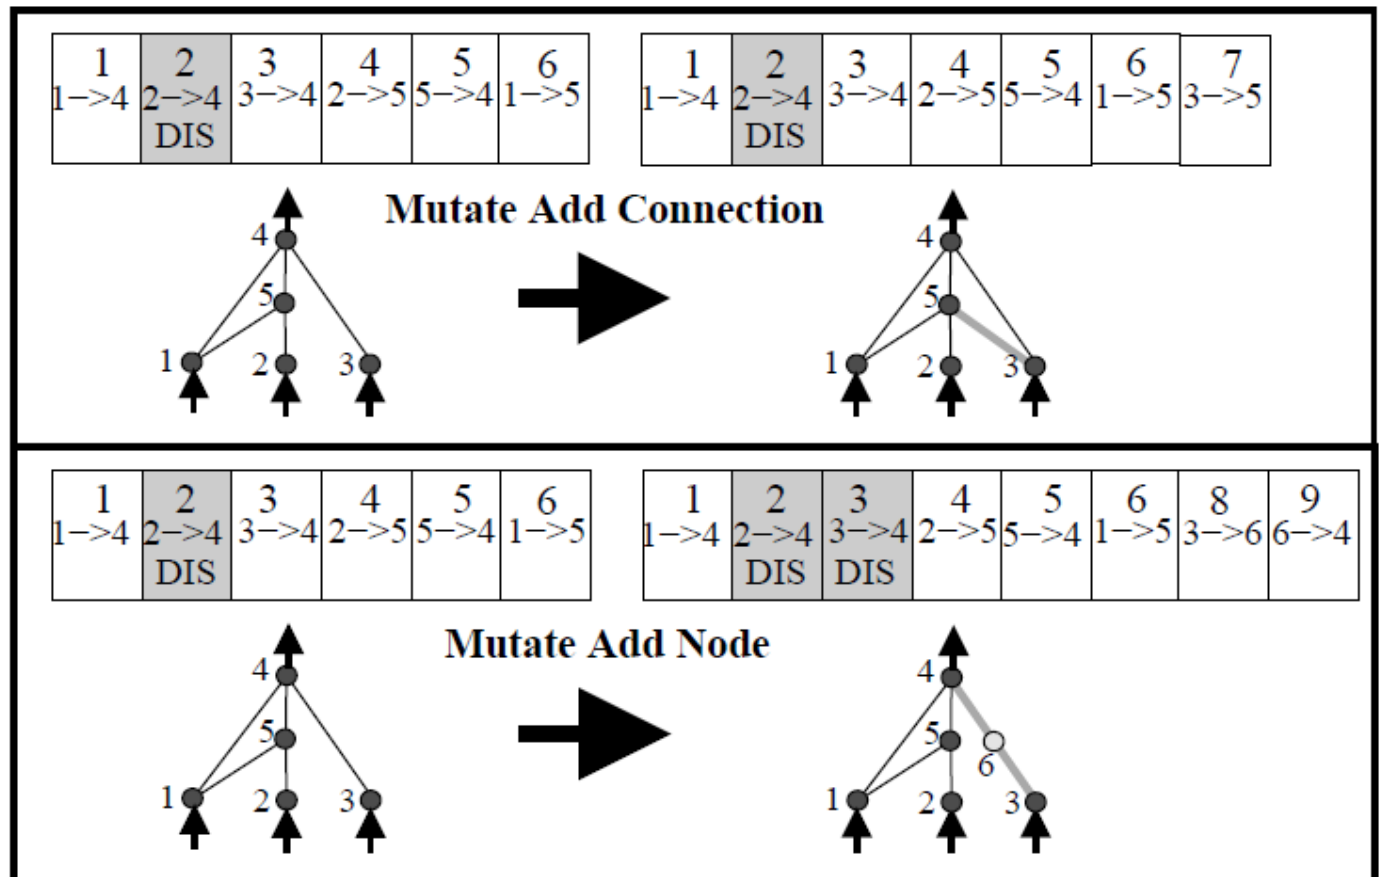 1 2 3 4 5 6
1->4 2->4 3->4 2->5 5->4 1->5
DIS
1 2 3 4 5 6 7
1->4 2->4 3->4 2->5 5->4 1->5 3->5
DIS
Mutate Add Connection
4
5
1 2 3
4
5
1 2 3
1 2 3 4 5 6
1->4 2->4 3->4 2->5 5->4 1->5
DIS
1 2 3 4 5 6 8 9
1->4 2->4 3->4 2->5 5->4 1->5 3->6 6->4
DIS DIS
Mutate Add Node
4
5
1 2 3
4
5
6
1 2 3